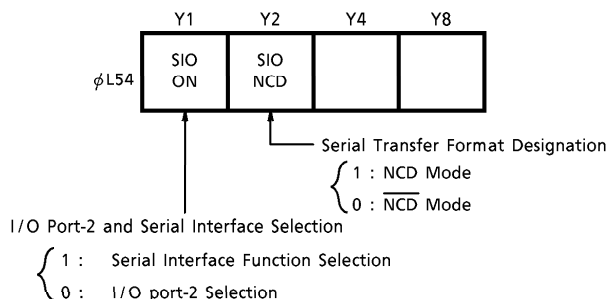 Y1 Y2 Y4 Y8
SIO SIO
φL54 ON NCD
Serial Transfer Format Designation
1 : NCD Mode
0 : N̅C̅D̅ Mode
I/O Port-2 and Serial Interface Selection
1 : Serial Interface Function Selection
0 : I/O port-2 Selection